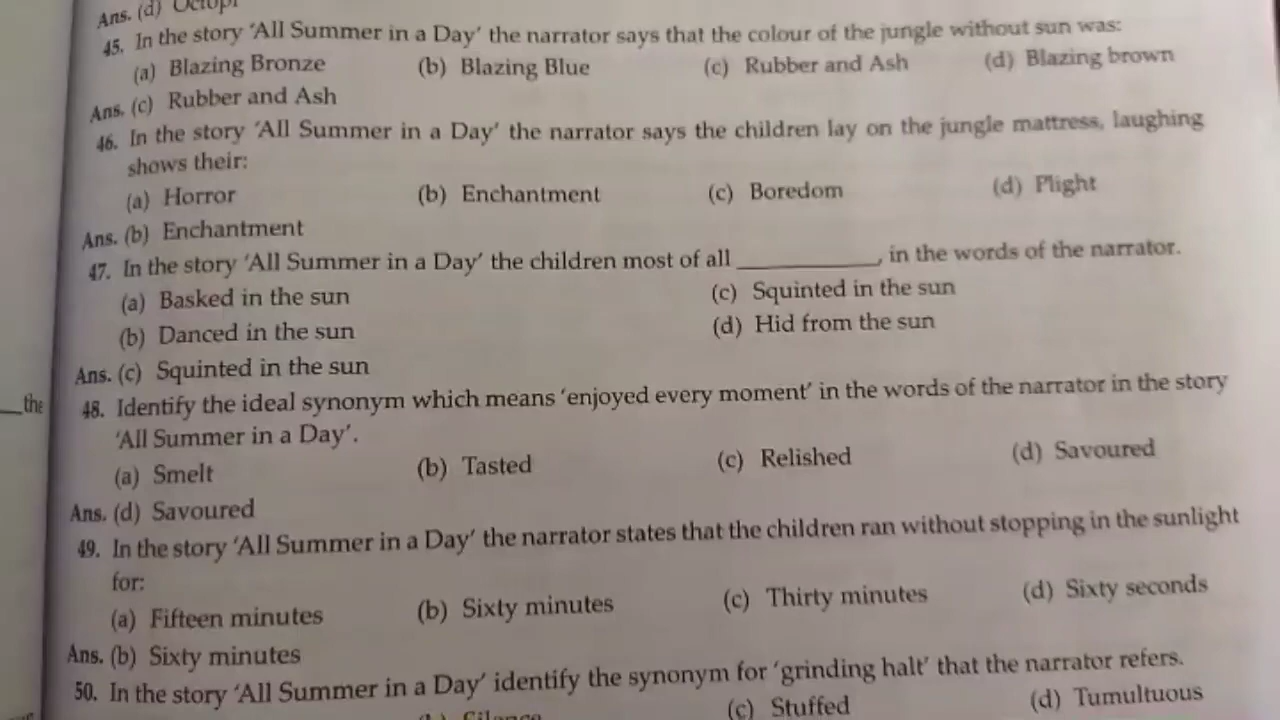 Ans. (d) Octopi
45. In the story 'All Summer in a Day' the narrator says that the colour of the jungle without sun was:
(a) Blazing Bronze (b) Blazing Blue (c) Rubber and Ash (d) Blazing brown
Ans. (c) Rubber and Ash
46. In the story 'All Summer in a Day' the narrator says the children lay on the jungle mattress, laughing
shows their:
(a) Horror (b) Enchantment (c) Boredom (d) Plight
Ans. (b) Enchantment
47. In the story 'All Summer in a Day' the children most of all ____________, in the words of the narrator.
(a) Basked in the sun (c) Squinted in the sun
(b) Danced in the sun (d) Hid from the sun
Ans. (c) Squinted in the sun
__the
48. Identify the ideal synonym which means 'enjoyed every moment' in the words of the narrator in the story
'All Summer in a Day'.
(a) Smelt (b) Tasted (c) Relished (d) Savoured
Ans. (d) Savoured
49. In the story 'All Summer in a Day' the narrator states that the children ran without stopping in the sunlight
for:
(a) Fifteen minutes (b) Sixty minutes (c) Thirty minutes (d) Sixty seconds
Ans. (b) Sixty minutes
50. In the story 'All Summer in a Day' identify the synonym for 'grinding halt' that the narrator refers.
(b) Silence (c) Stuffed (d) Tumultuous